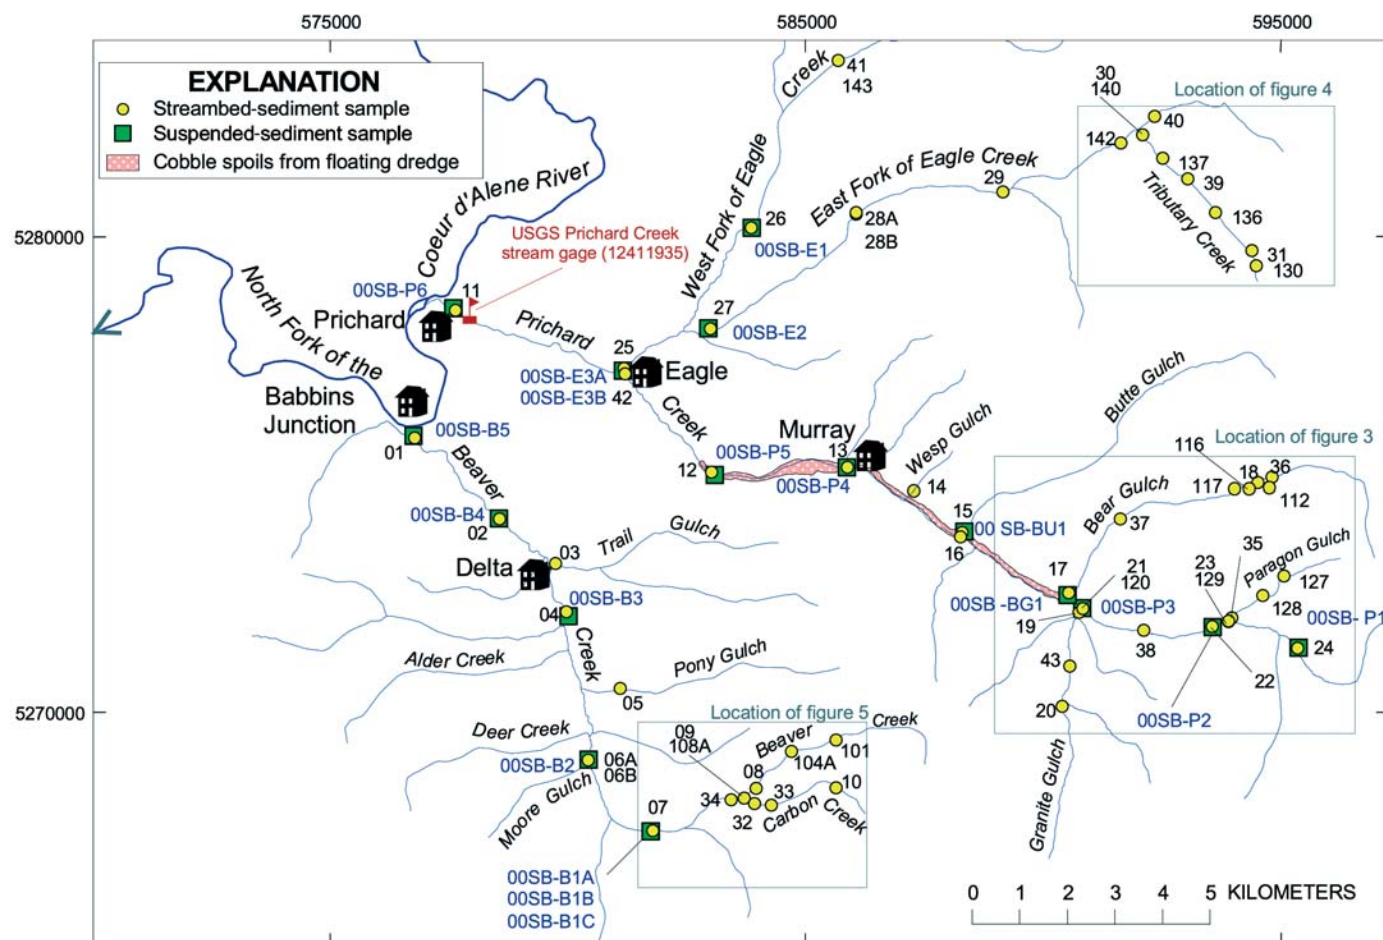 575000
585000
595000
5280000
5270000
EXPLANATION
Streambed-sediment sample
Suspended-sediment sample
Cobble spoils from floating dredge
Coeur d'Alene River
North Fork of the
USGS Prichard Creek
stream gage (12411935)
00SB-P6
11
Prichard
Prichard
25
00SB-E3A
00SB-E3B
42
Eagle
Creek
Babbins
Junction
00SB-B5
01
Beaver
00SB-B4
02
03
Trail
Gulch
Delta
00SB-B3
04
Creek
Alder Creek
Pony Gulch
05
Deer Creek
00SB-B2
06A
06B
Moore Gulch
07
00SB-B1A
00SB-B1B
00SB-B1C
Location of figure 5
09
108A
Beaver
Creek
104A
101
08
34
32
33
Carbon
Creek
10
Creek
41
143
West Fork of Eagle
26
00SB-E1
27
00SB-E2
East Fork of Eagle Creek
28A
28B
29
30
140
Location of figure 4
142
40
137
39
136
31
130
Tributary Creek
00SB-P5
12
Murray
13
00SB-P4
Wesp Gulch
14
Butte Gulch
15
00 SB-BU1
16
Location of figure 3
116
18
36
117
112
Bear Gulch
37
17
21
120
00SB -BG1
00SB-P3
19
38
23
129
35
Paragon Gulch
127
128
00SB- P1
24
22
00SB-P2
43
20
Granite Gulch
0 1 2 3 4 5 KILOMETERS